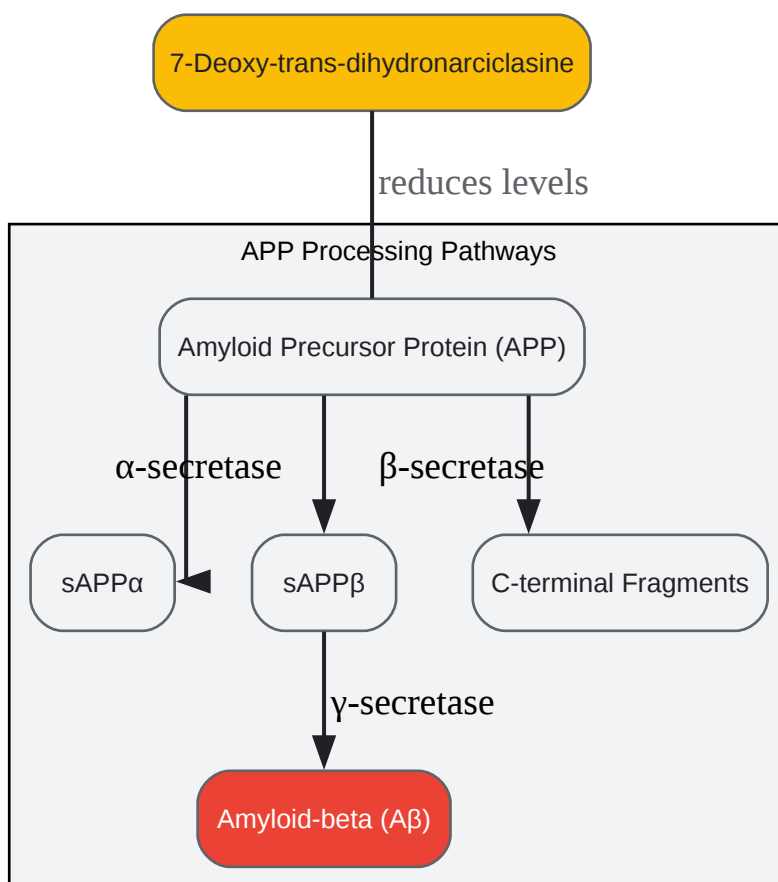 7-Deoxy-trans-dihydronarciclasine
reduces levels
APP Processing Pathways
Amyloid Precursor Protein (APP)
α-secretase
β-secretase
sAPPα
sAPPβ
C-terminal Fragments
γ-secretase
Amyloid-beta (Aβ)